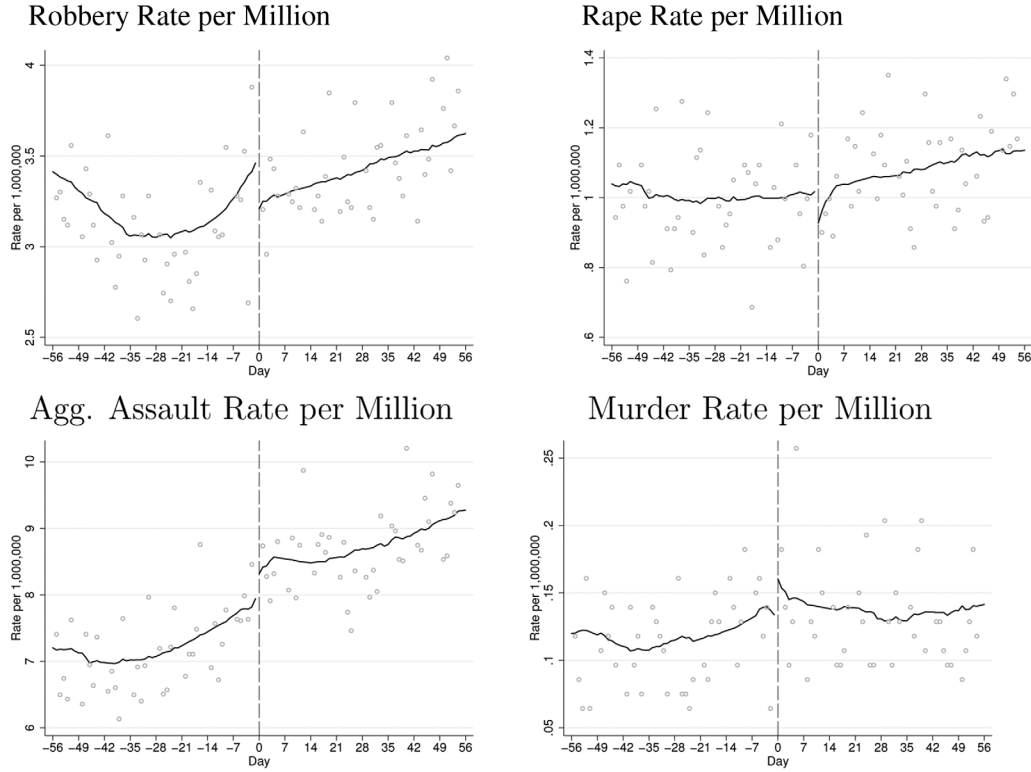 Robbery Rate per Million
Rape Rate per Million
Rate per 1,000,000
2.5 3 3.5 4
−56 −49 −42 −35 −28 −21 −14 −7 0 7 14 21 28 35 42 49 56
Day
Rate per 1,000,000
.6 .8 1 1.2 1.4
−56 −49 −42 −35 −28 −21 −14 −7 0 7 14 21 28 35 42 49 56
Day
Agg. Assault Rate per Million
Murder Rate per Million
Rate per 1,000,000
6 7 8 9 10
−56 −49 −42 −35 −28 −21 −14 −7 0 7 14 21 28 35 42 49 56
Day
Rate per 1,000,000
.05 .1 .15 .2 .25
−56 −49 −42 −35 −28 −21 −14 −7 0 7 14 21 28 35 42 49 56
Day